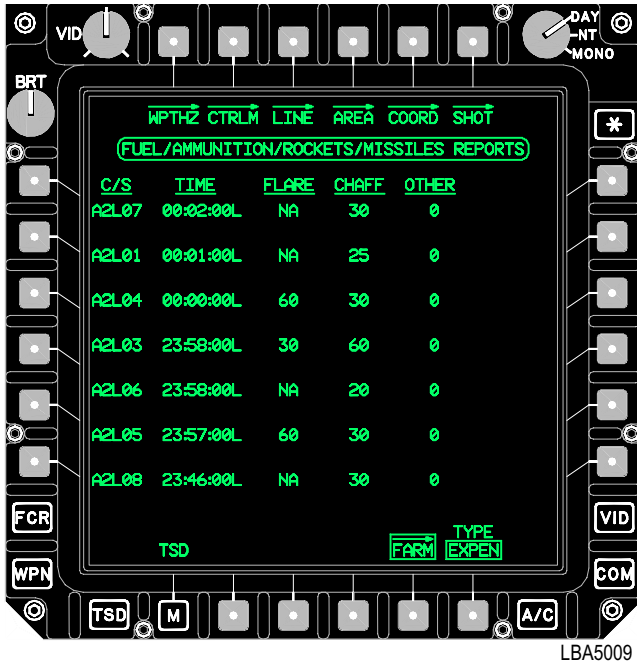 DAY
VID NT
MONO
BRT
WPTHZ CTRLM LINE AREA COORD SHOT
*
FUEL/AMMUNITION/ROCKETS/MISSILES REPORTS
C/S TIME FLARE CHAFF OTHER
A2L07 00:02:00L NA 30 0
A2L01 00:01:00L NA 25 0
A2L04 00:00:00L 60 30 0
A2L03 23:58:00L 30 60 0
A2L06 23:58:00L NA 20 0
A2L05 23:57:00L 60 30 0
A2L08 23:46:00L NA 30 0
FCR VID
TYPE
TSD FARM EXPEN
WPN COM
TSD M A/C
LBA5009